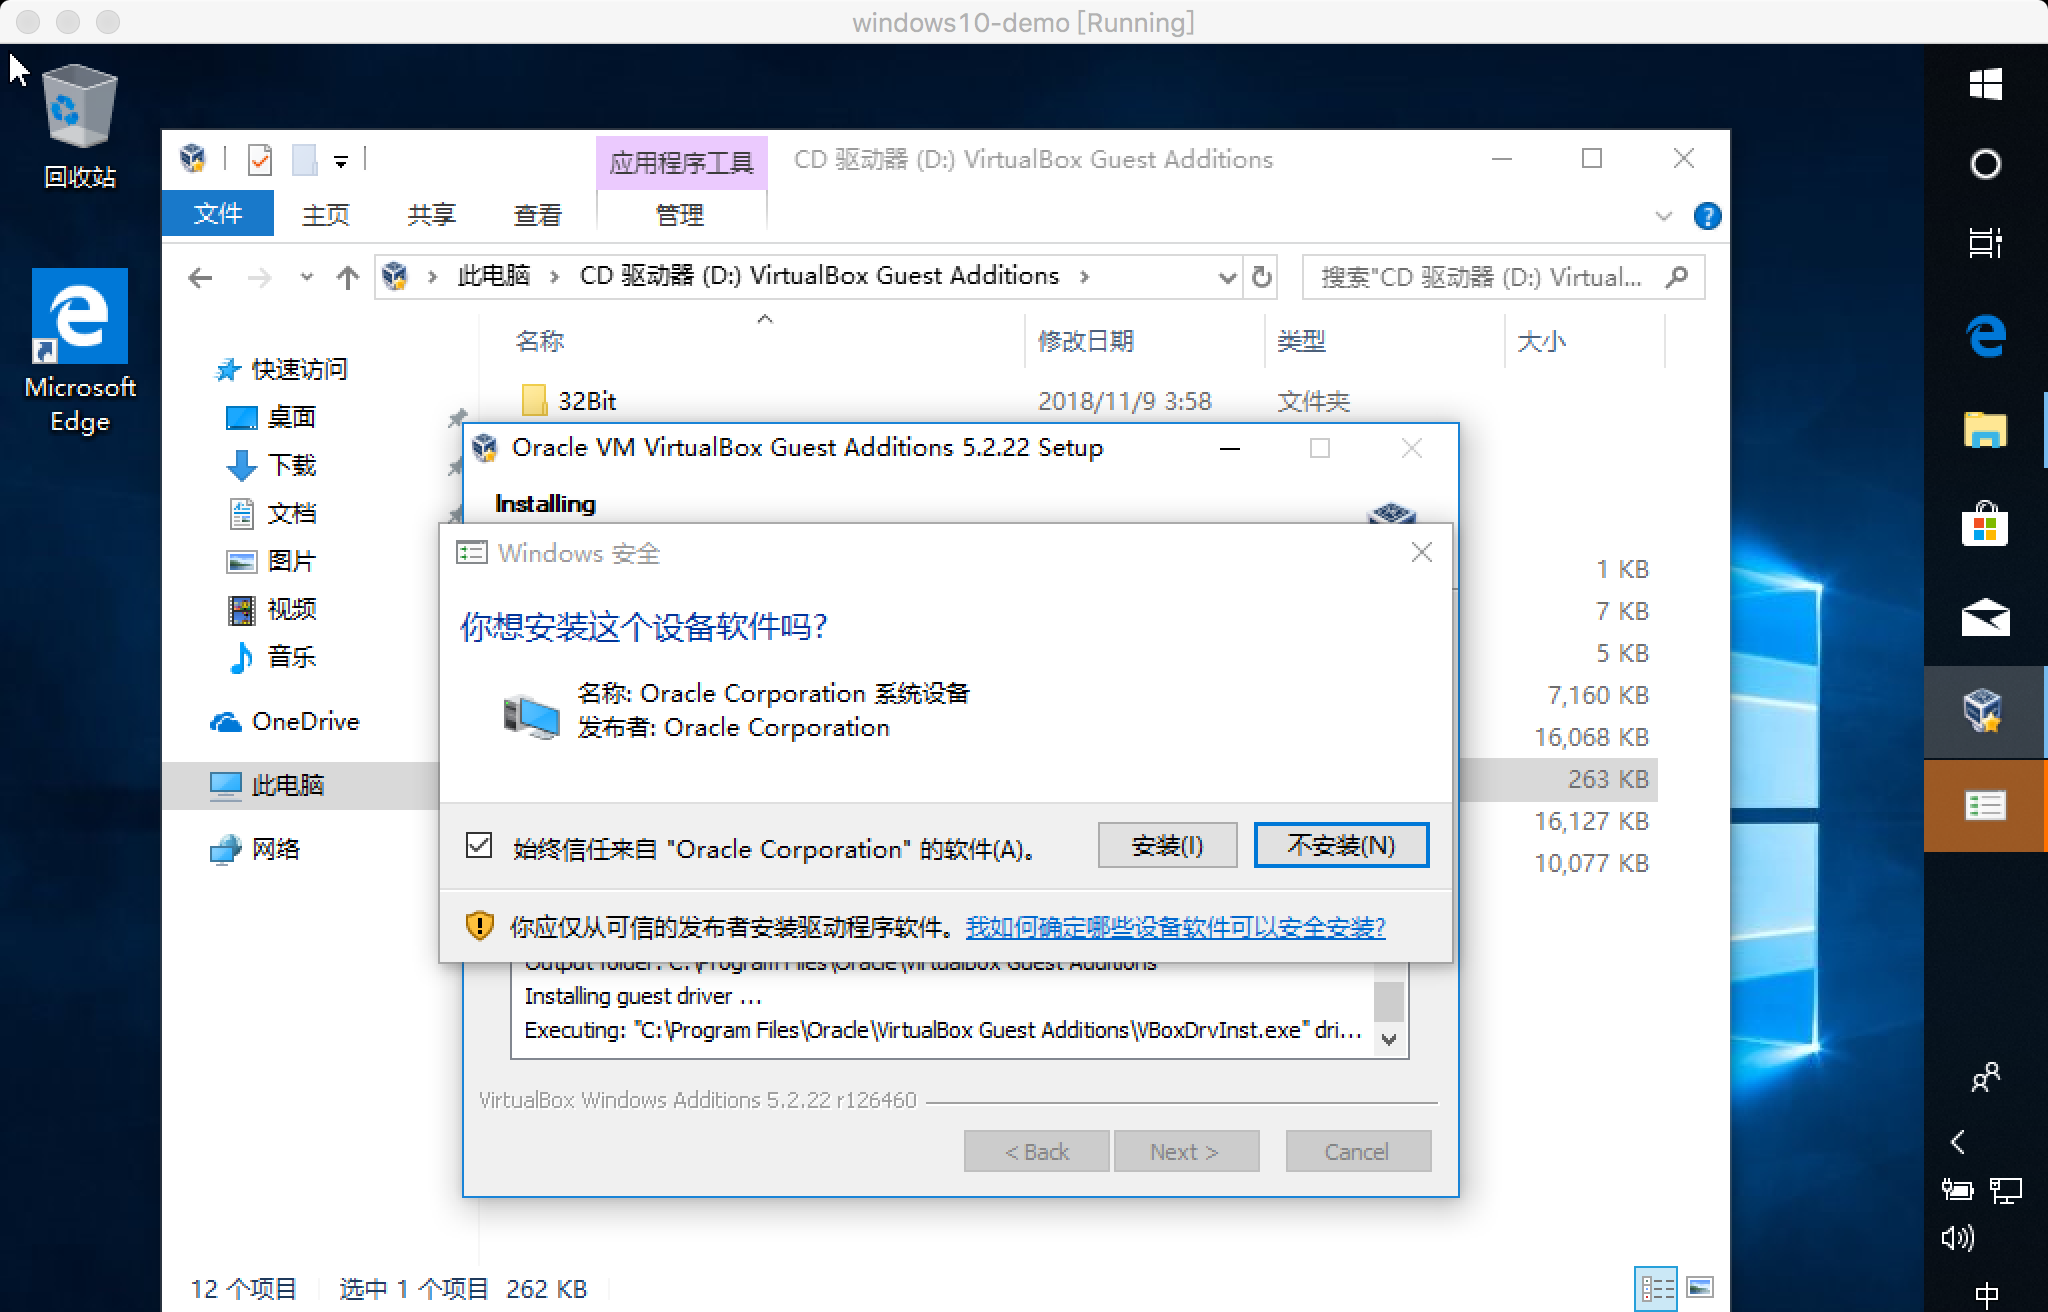 windows10-demo [Running]
回收站
Microsoft
Edge
应用程序工具
CD 驱动器 (D:) VirtualBox Guest Additions
文件
主页
共享
查看
管理
此电脑
CD 驱动器 (D:) VirtualBox Guest Additions
搜索"CD 驱动器 (D:) Virtual...
名称
修改日期
类型
大小
快速访问
桌面
下载
文档
图片
视频
音乐
OneDrive
此电脑
网络
32Bit
2018/11/9 3:58
文件夹
1 KB
7 KB
5 KB
7,160 KB
16,068 KB
263 KB
16,127 KB
10,077 KB
Oracle VM VirtualBox Guest Additions 5.2.22 Setup
Installing
Windows 安全
你想安装这个设备软件吗?
名称: Oracle Corporation 系统设备
发布者: Oracle Corporation
始终信任来自 "Oracle Corporation" 的软件(A)。
安装(I)
不安装(N)
你应仅从可信的发布者安装驱动程序软件。我如何确定哪些设备软件可以安全安装?
Output folder: C:\Program Files\Oracle\VirtualBox Guest Additions
Installing guest driver ...
Executing: "C:\Program Files\Oracle\VirtualBox Guest Additions\VBoxDrvInst.exe" dri...
VirtualBox Windows Additions 5.2.22 r126460
< Back
Next >
Cancel
12 个项目
选中 1 个项目 262 KB
中